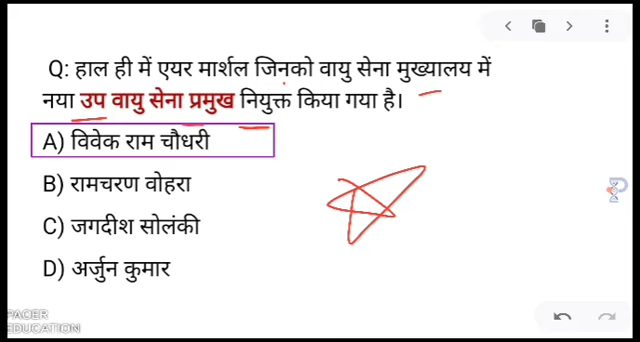 Q: हाल ही में एयर मार्शल जिनको वायु सेना मुख्यालय में
नया उप वायु सेना प्रमुख नियुक्त किया गया है।
A) विवेक राम चौधरी
B) रामचरण वोहरा
C) जगदीश सोलंकी
D) अर्जुन कुमार
PACER
EDUCATION